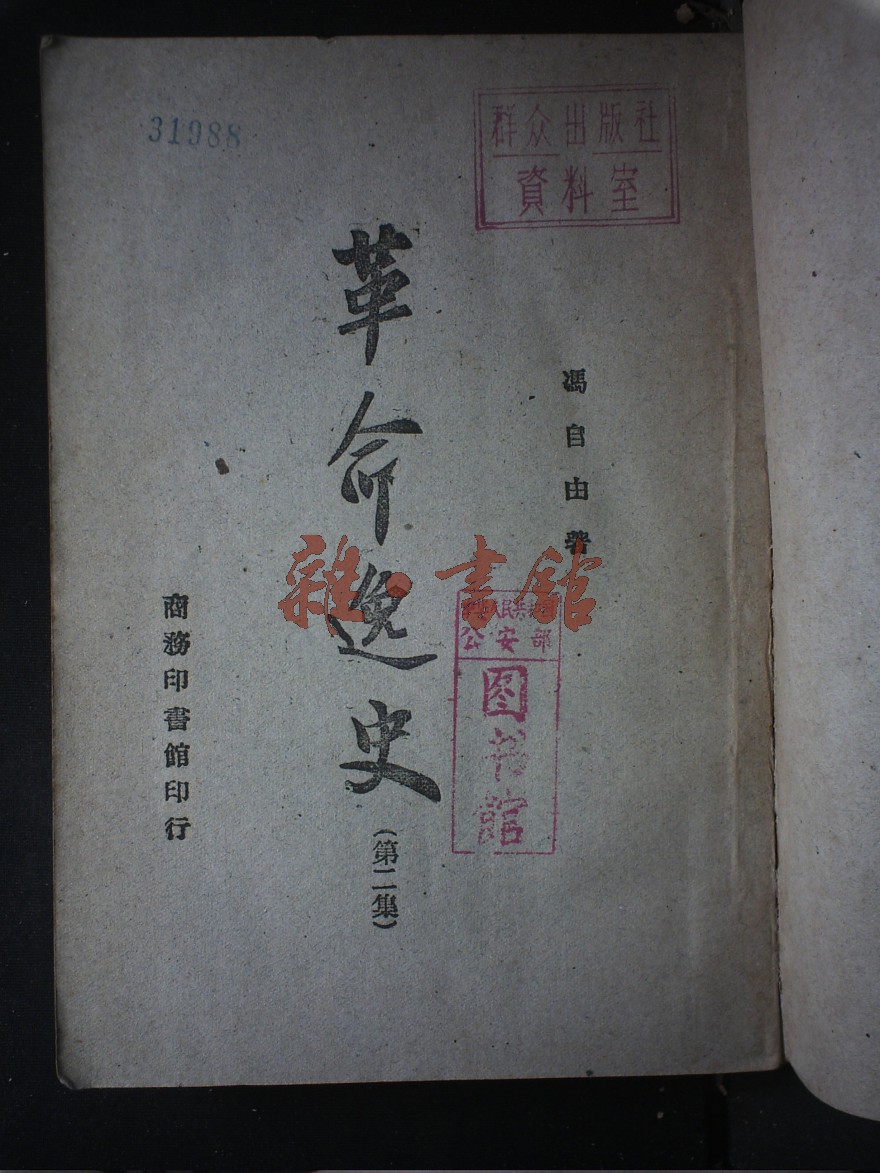 31988
群众出版社
資料室
馮自由著
革命逸史
(第二集)
商務印書館印行
公安部
图书館
雜·書館